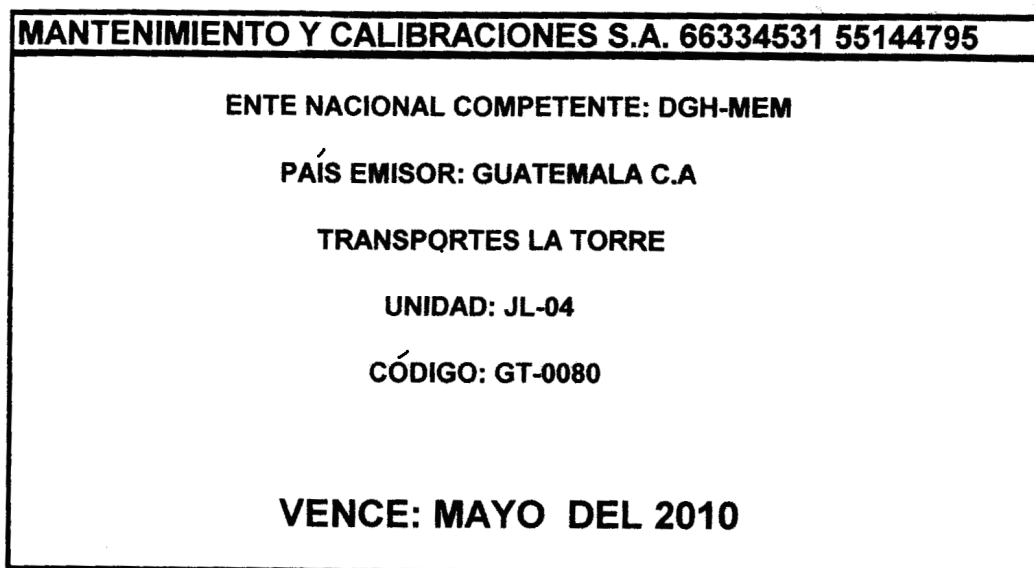 MANTENIMIENTO Y CALIBRACIONES S.A. 66334531 55144795
ENTE NACIONAL COMPETENTE: DGH-MEM
PAÍS EMISOR: GUATEMALA C.A
TRANSPORTES LA TORRE
UNIDAD: JL-04
CÓDIGO: GT-0080
VENCE: MAYO DEL 2010